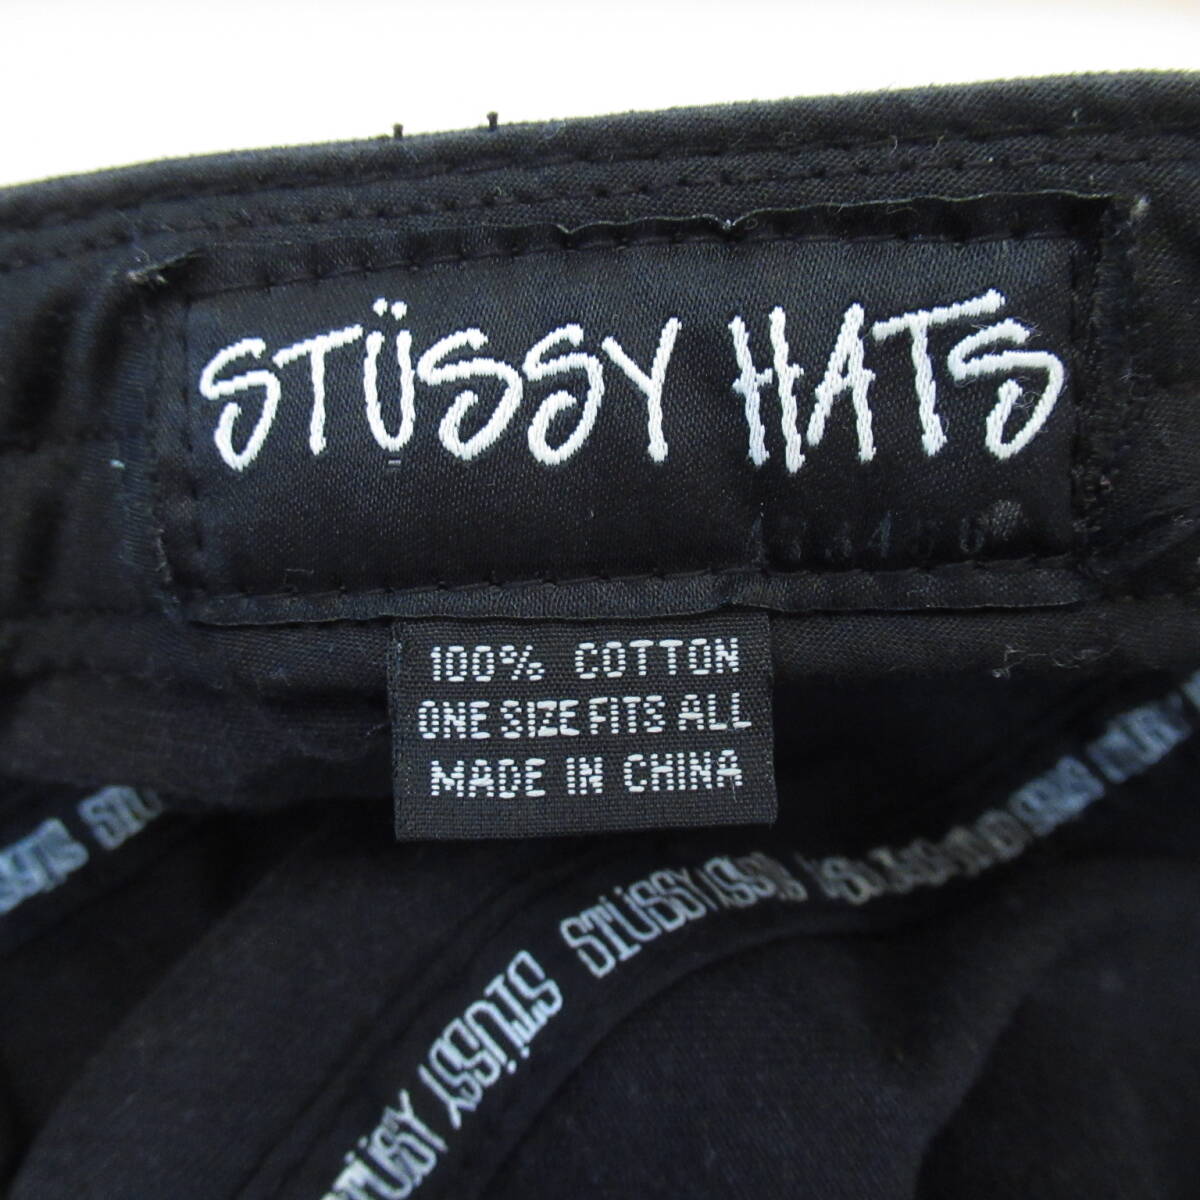 STÜSSY HATS
100% COTTON
ONE SIZE FITS ALL
MADE IN CHINA
STÜSSY
STÜSSY